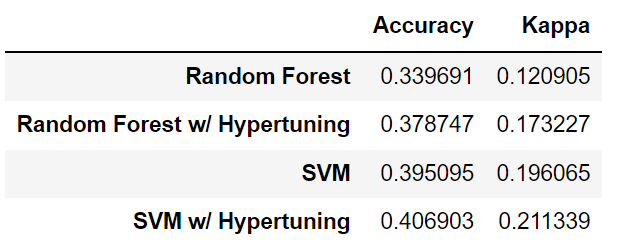 Accuracy Kappa
Random Forest 0.339691 0.120905
Random Forest w/ Hypertuning 0.378747 0.173227
SVM 0.395095 0.196065
SVM w/ Hypertuning 0.406903 0.211339